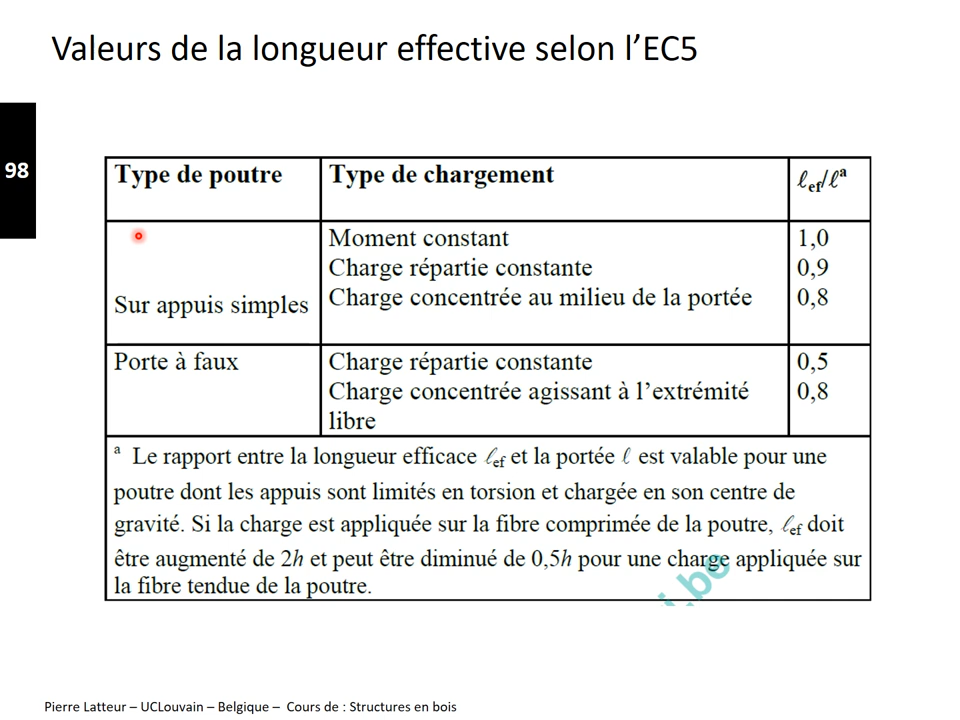 Valeurs de la longueur effective selon l’EC5
98
Type de poutre
Type de chargement
ℓef/ℓᵃ
Sur appuis simples
Moment constant
1,0
Charge répartie constante
0,9
Charge concentrée au milieu de la portée
0,8
Porte à faux
Charge répartie constante
0,5
Charge concentrée agissant à l’extrémité
0,8
libre
ᵃ Le rapport entre la longueur efficace ℓef et la portée ℓ est valable pour une
poutre dont les appuis sont limités en torsion et chargée en son centre de
gravité. Si la charge est appliquée sur la fibre comprimée de la poutre, ℓef doit
être augmenté de 2h et peut être diminué de 0,5h pour une charge appliquée sur
la fibre tendue de la poutre.
i.be
Pierre Latteur – UCLouvain – Belgique – Cours de : Structures en bois